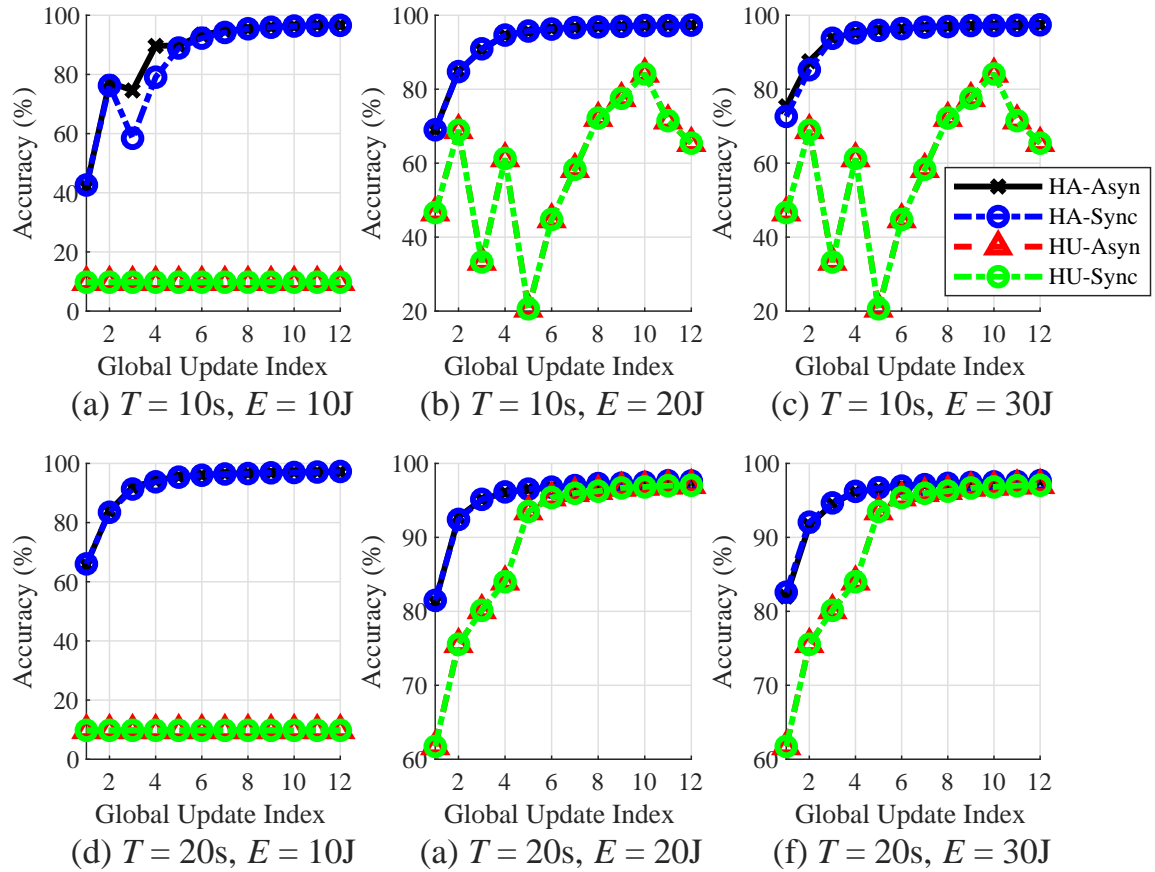 100
80
60
40
20
0
Accuracy (%)
2 4 6 8 10 12
Global Update Index
(a) T = 10s, E = 10J
100
80
60
40
20
Accuracy (%)
2 4 6 8 10 12
Global Update Index
(b) T = 10s, E = 20J
100
80
60
40
20
Accuracy (%)
2 4 6 8 10 12
Global Update Index
(c) T = 10s, E = 30J
HA-Asyn
HA-Sync
HU-Asyn
HU-Sync
100
80
60
40
20
0
Accuracy (%)
2 4 6 8 10 12
Global Update Index
(d) T = 20s, E = 10J
100
90
80
70
60
Accuracy (%)
2 4 6 8 10 12
Global Update Index
(a) T = 20s, E = 20J
100
90
80
70
60
Accuracy (%)
2 4 6 8 10 12
Global Update Index
(f) T = 20s, E = 30J